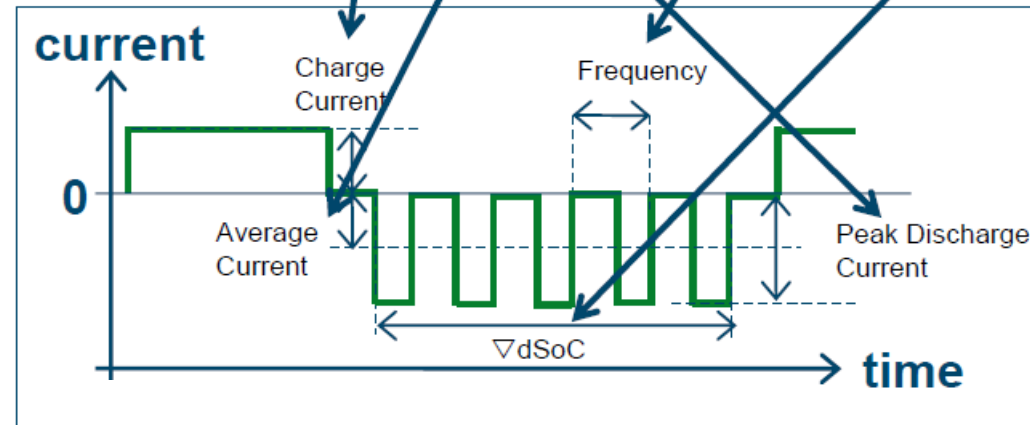 current
Charge
Current
Frequency
0
Average
Current
Peak Discharge
Current
▽dSoC
time